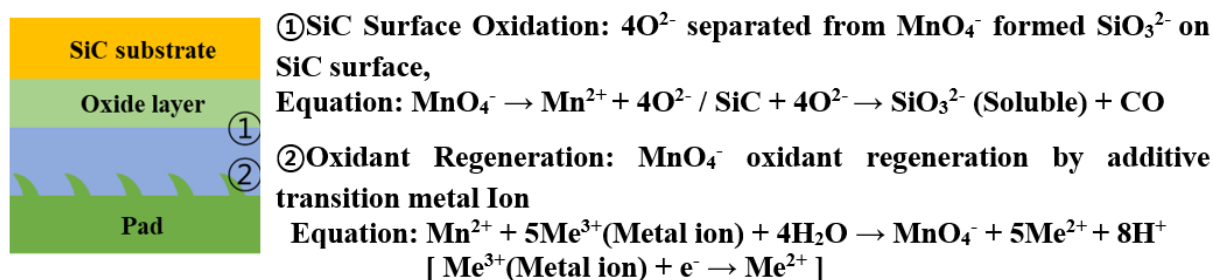 SiC substrate
Oxide layer
①
②
Pad
①SiC Surface Oxidation: 4O²⁻ separated from MnO₄⁻ formed SiO₃²⁻ on
SiC surface,
Equation: MnO₄⁻ → Mn²⁺ + 4O²⁻ / SiC + 4O²⁻ → SiO₃²⁻ (Soluble) + CO
②Oxidant Regeneration: MnO₄⁻ oxidant regeneration by additive
transition metal Ion
Equation: Mn²⁺ + 5Me³⁺(Metal ion) + 4H₂O → MnO₄⁻ + 5Me²⁺ + 8H⁺
[ Me³⁺(Metal ion) + e⁻ → Me²⁺ ]